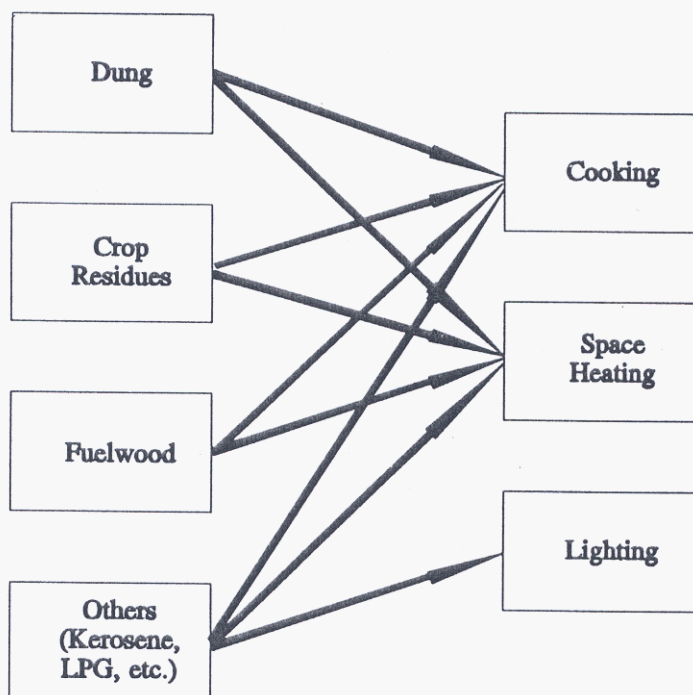 Dung
Crop
Residues
Fuelwood
Others
(Kerosene,
LPG, etc.)
Cooking
Space
Heating
Lighting